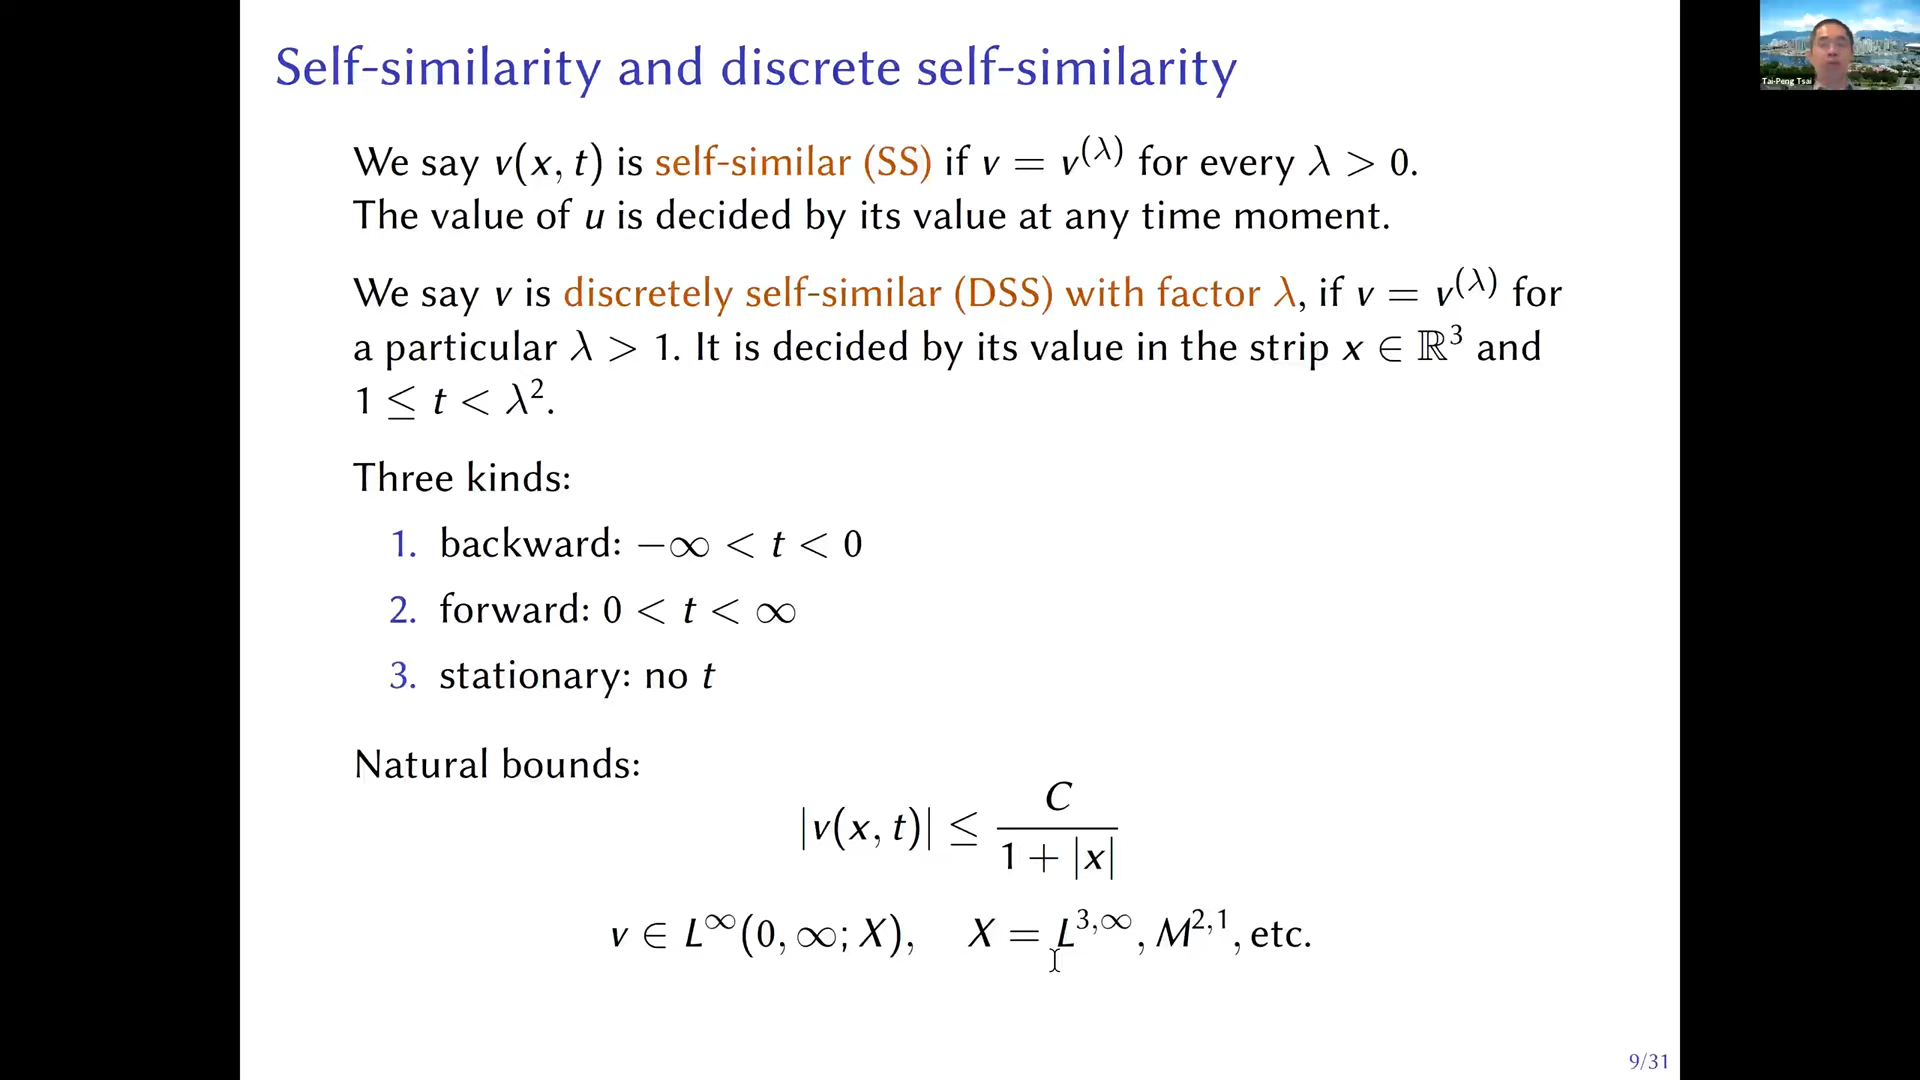 Self-similarity and discrete self-similarity
Tai-Peng Tsai
We say v(x, t) is self-similar (SS) if v = v^(λ) for every λ > 0.
The value of u is decided by its value at any time moment.
We say v is discretely self-similar (DSS) with factor λ, if v = v^(λ) for
a particular λ > 1. It is decided by its value in the strip x ∈ ℝ³ and
1 ≤ t < λ².
Three kinds:
1. backward: −∞ < t < 0
2. forward: 0 < t < ∞
3. stationary: no t
Natural bounds:
|v(x, t)| ≤ C / (1 + |x|)
v ∈ L^∞(0, ∞; X), X = L^{3,∞}, M^{2,1}, etc.
9/31